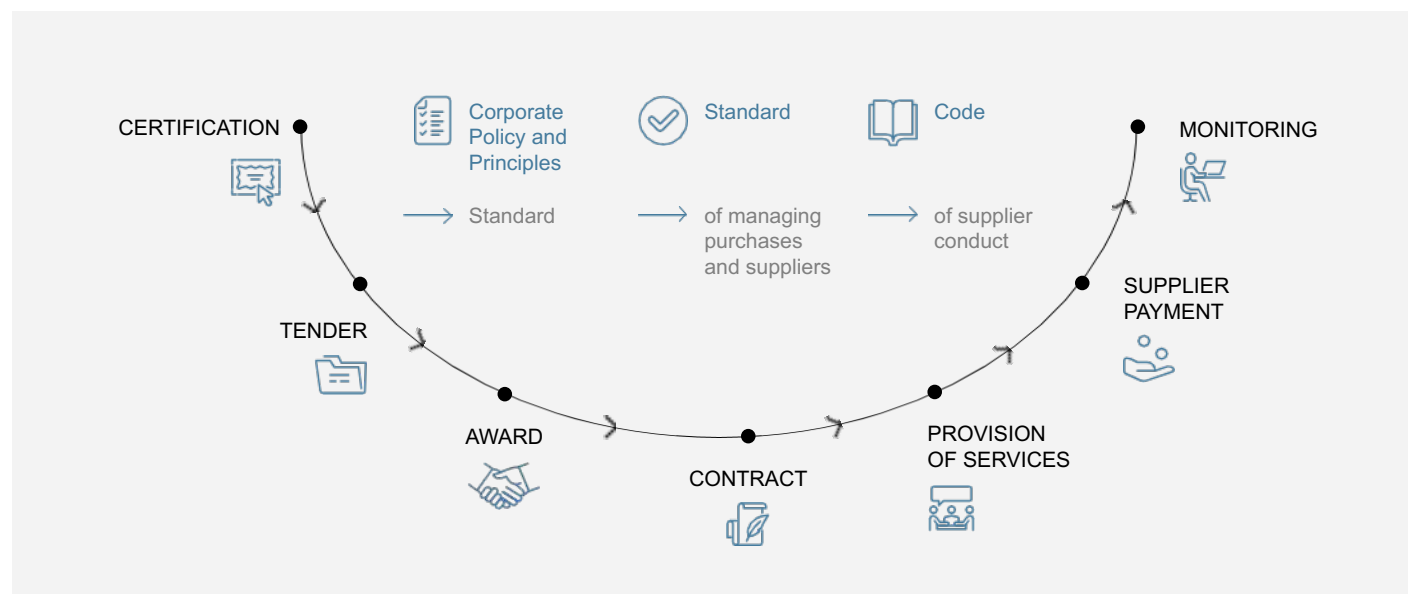 CERTIFICATION
Corporate
Policy and
Principles
Standard
Standard
of managing
purchases
and suppliers
Code
of supplier
conduct
MONITORING
TENDER
AWARD
CONTRACT
PROVISION
OF SERVICES
SUPPLIER
PAYMENT